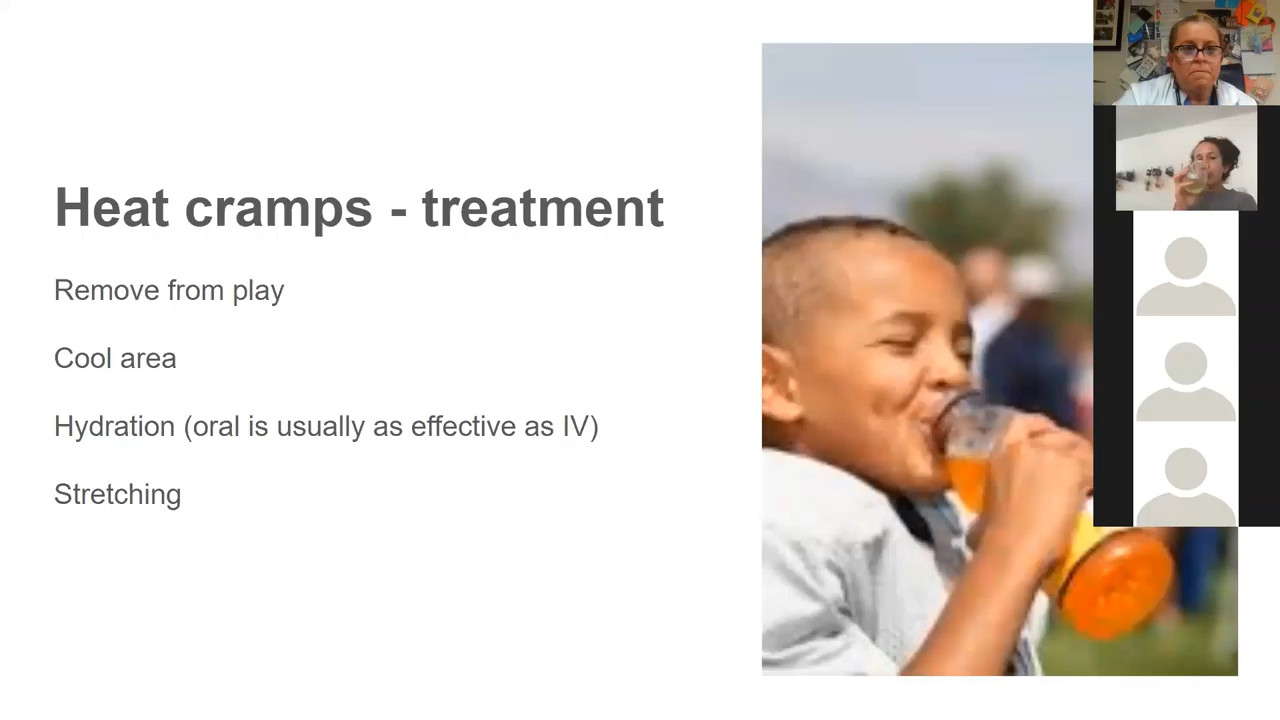 Heat cramps - treatment
Remove from play
Cool area
Hydration (oral is usually as effective as IV)
Stretching